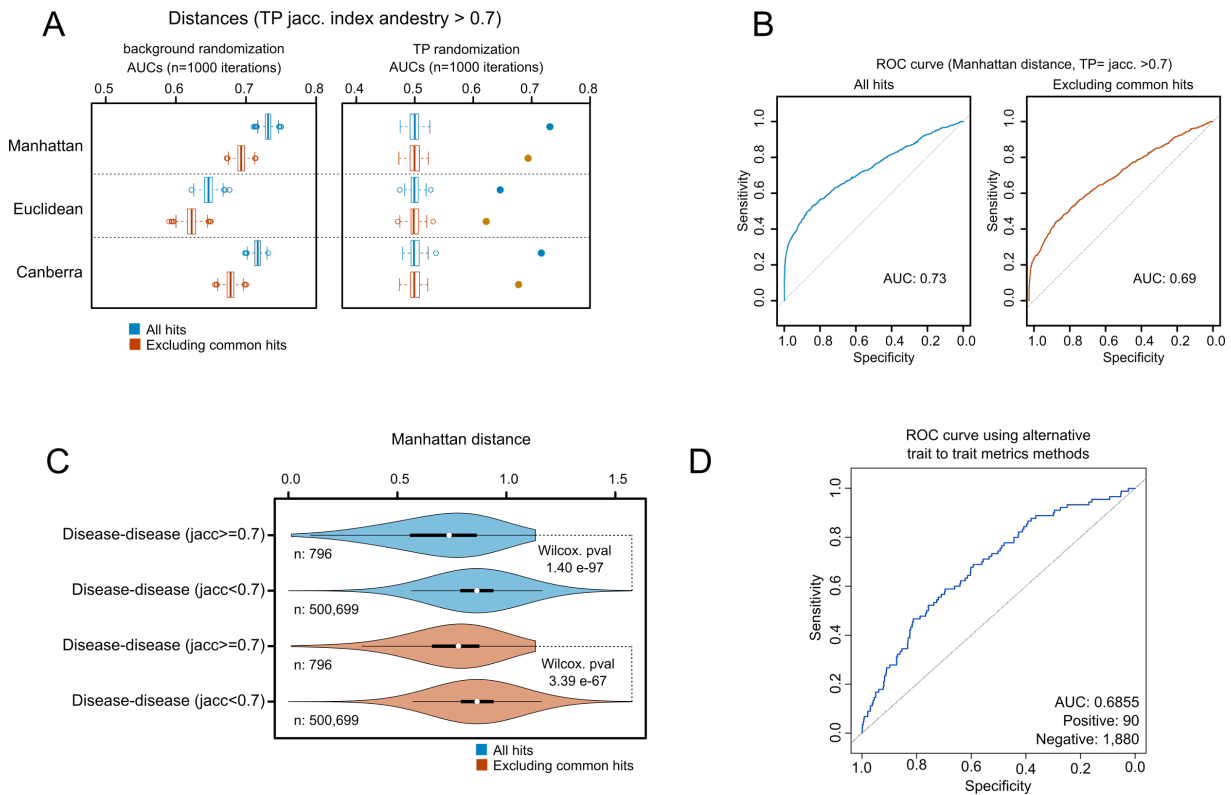 A
Distances (TP jacc. index andestry > 0.7)
background randomization
AUCs (n=1000 iterations)
TP randomization
AUCs (n=1000 iterations)
0.5 0.6 0.7 0.8
0.4 0.5 0.6 0.7 0.8
Manhattan
Euclidean
Canberra
All hits
Excluding common hits
B
ROC curve (Manhattan distance, TP= jacc. >0.7)
All hits
Excluding common hits
Sensitivity
0.0 0.2 0.4 0.6 0.8 1.0
AUC: 0.73
1.0 0.8 0.6 0.4 0.2 0.0
Specificity
Sensitivity
0.0 0.2 0.4 0.6 0.8 1.0
AUC: 0.69
1.0 0.8 0.6 0.4 0.2 0.0
Specificity
C
Manhattan distance
0.0 0.5 1.0 1.5
Disease-disease (jacc>=0.7)
n: 796
Disease-disease (jacc<0.7)
n: 500,699
Wilcox. pval
1.40 e-97
Disease-disease (jacc>=0.7)
n: 796
Disease-disease (jacc<0.7)
n: 500,699
Wilcox. pval
3.39 e-67
All hits
Excluding common hits
D
ROC curve using alternative
trait to trait metrics methods
Sensitivity
0.0 0.2 0.4 0.6 0.8 1.0
AUC: 0.6855
Positive: 90
Negative: 1,880
1.0 0.8 0.6 0.4 0.2 0.0
Specificity